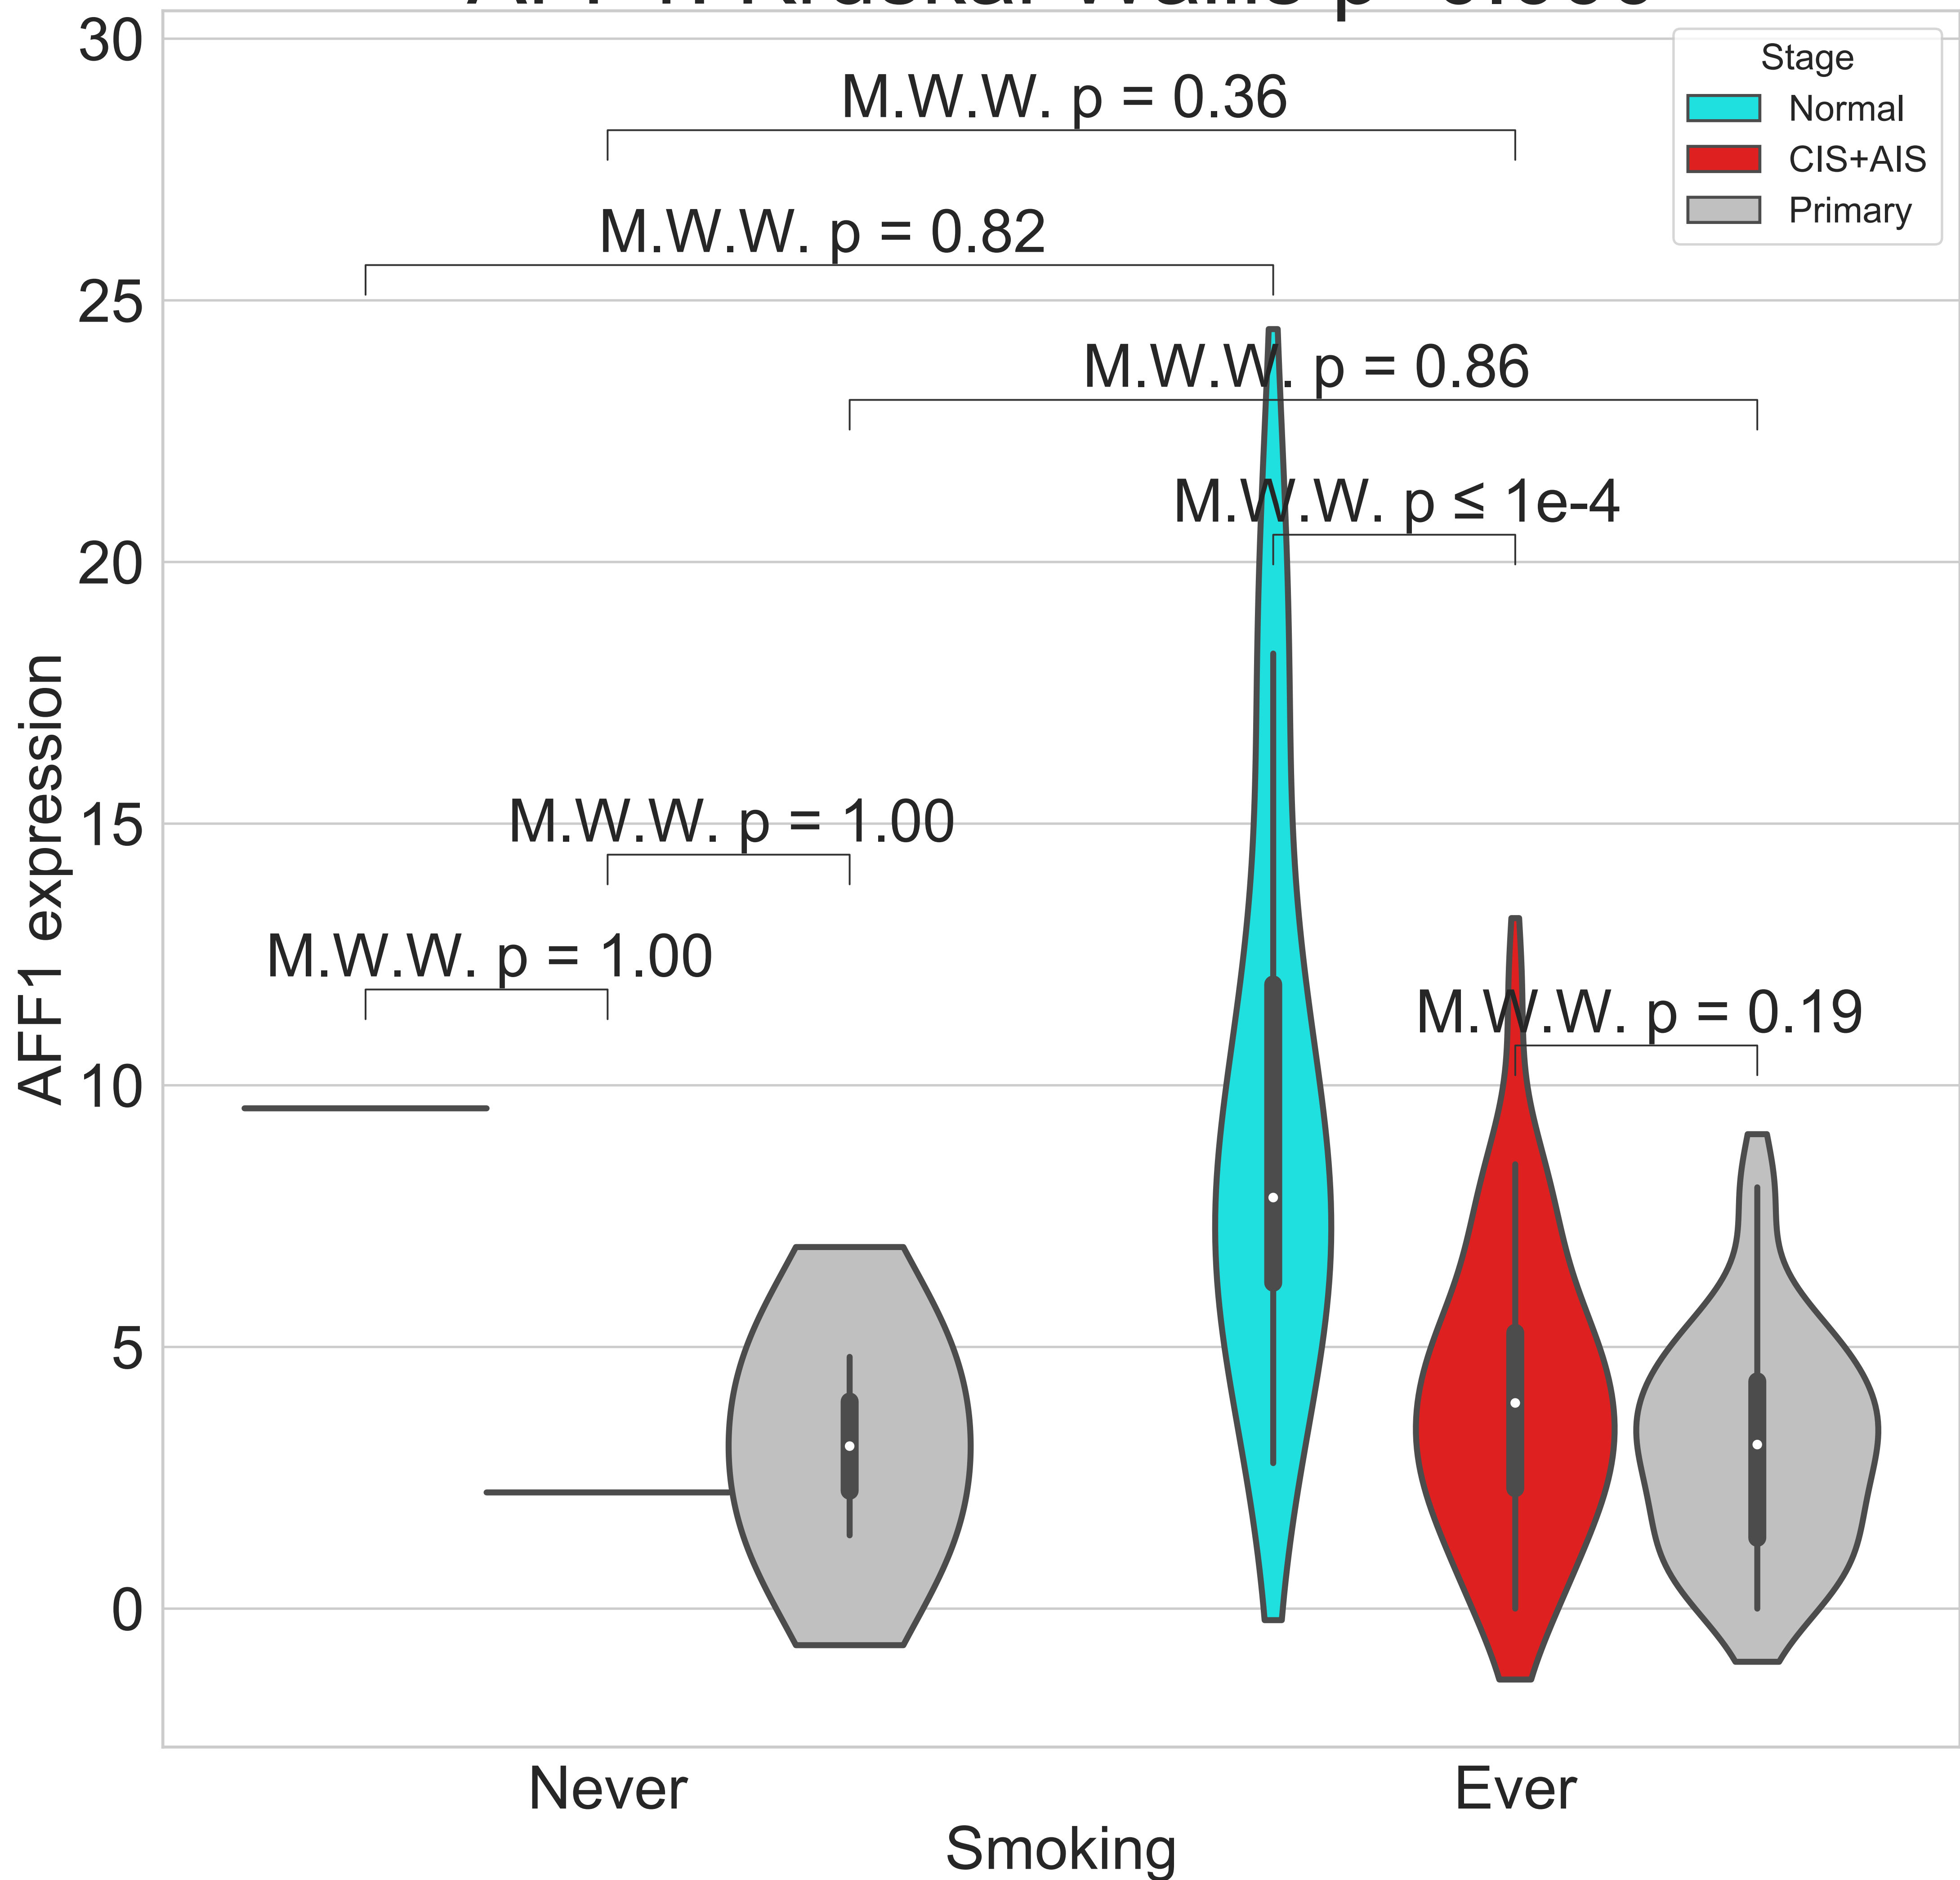 30
M.W.W. p = 0.36
M.W.W. p = 0.82
25
M.W.W. p = 0.86
M.W.W. p ≤ 1e-4
20
15
M.W.W. p = 1.00
M.W.W. p = 1.00
M.W.W. p = 0.19
10
5
0
AFF1 expression
Never
Ever
Smoking
Stage
Normal
CIS+AIS
Primary